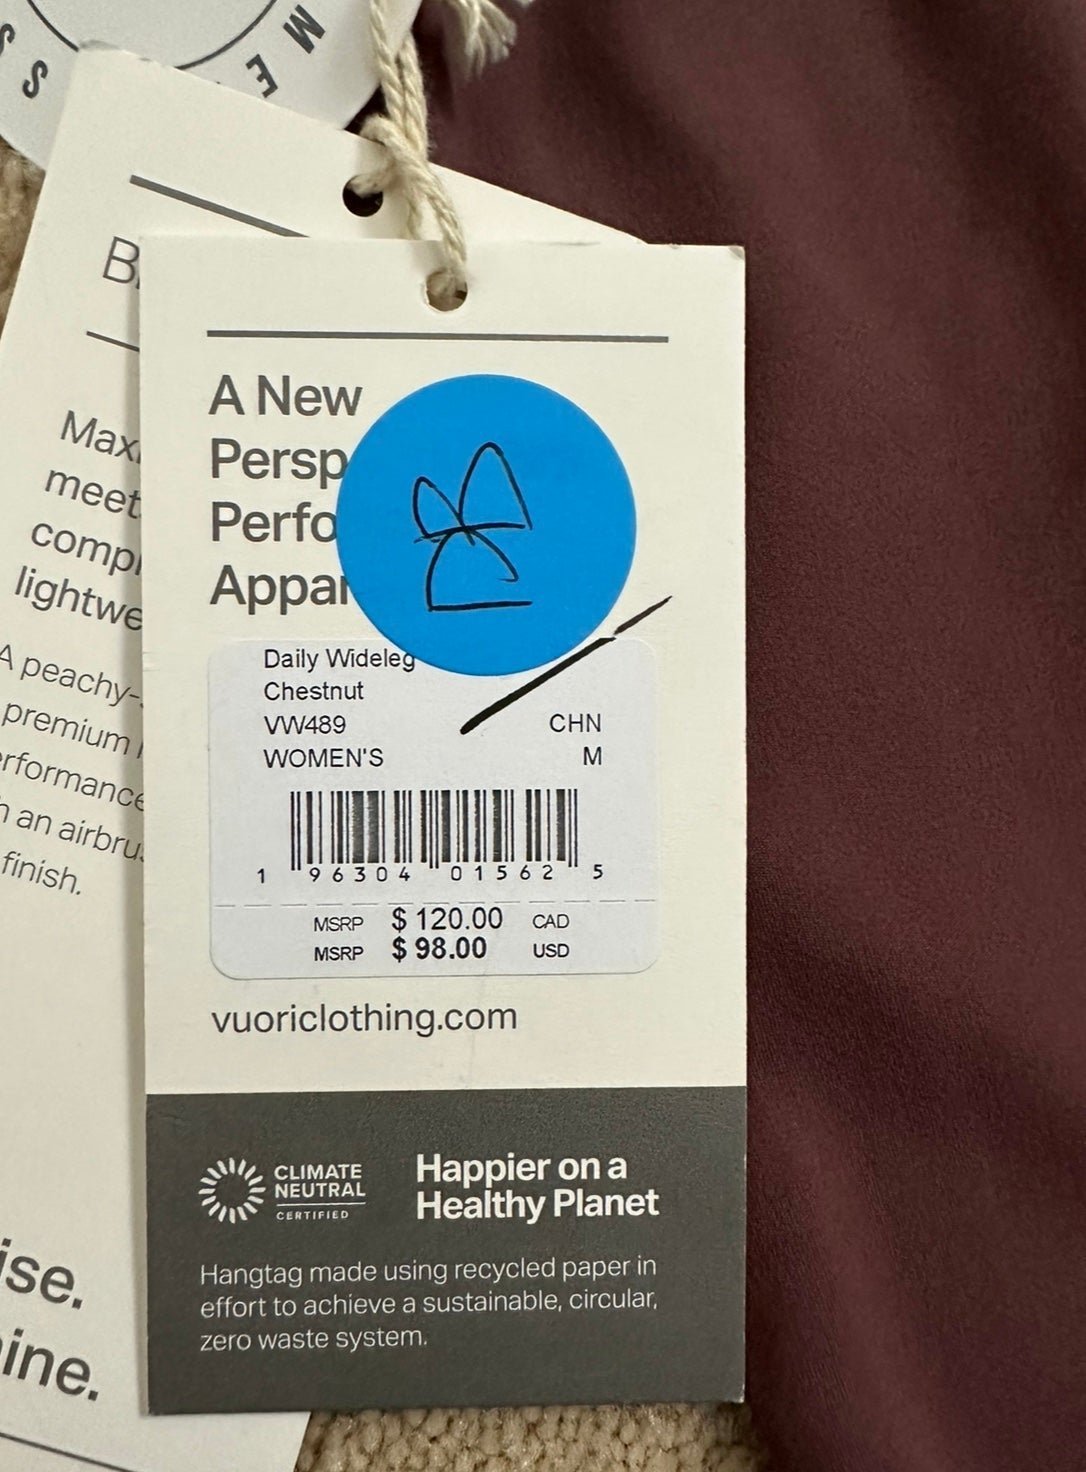 S S
E M
B
Max
meet
comp
lightwe
A peachy-
premium
erformance
an airbru
finish.
ise.
ine.
A New
Persp
Perfo
Appar
Daily Wideleg
Chestnut
VW489 CHN
WOMEN'S M
1 96304 01562 5
MSRP $ 120.00 CAD
MSRP $ 98.00 USD
vuoriclothing.com
CLIMATE
NEUTRAL
CERTIFIED
Happier on a
Healthy Planet
Hangtag made using recycled paper in
effort to achieve a sustainable, circular,
zero waste system.